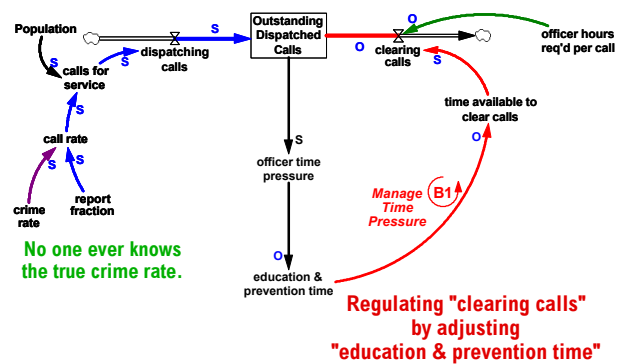 Population
S
calls for
service
S
dispatching
calls
S
Outstanding
Dispatched
Calls
O
O
clearing
calls
S
officer hours
req'd per call
time available to
clear calls
O
S
call rate
S
S
crime
rate
report
fraction
S
officer time
pressure
Manage
Time
Pressure
B1
No one ever knows
the true crime rate.
O
education &
prevention time
Regulating "clearing calls"
by adjusting
"education & prevention time"